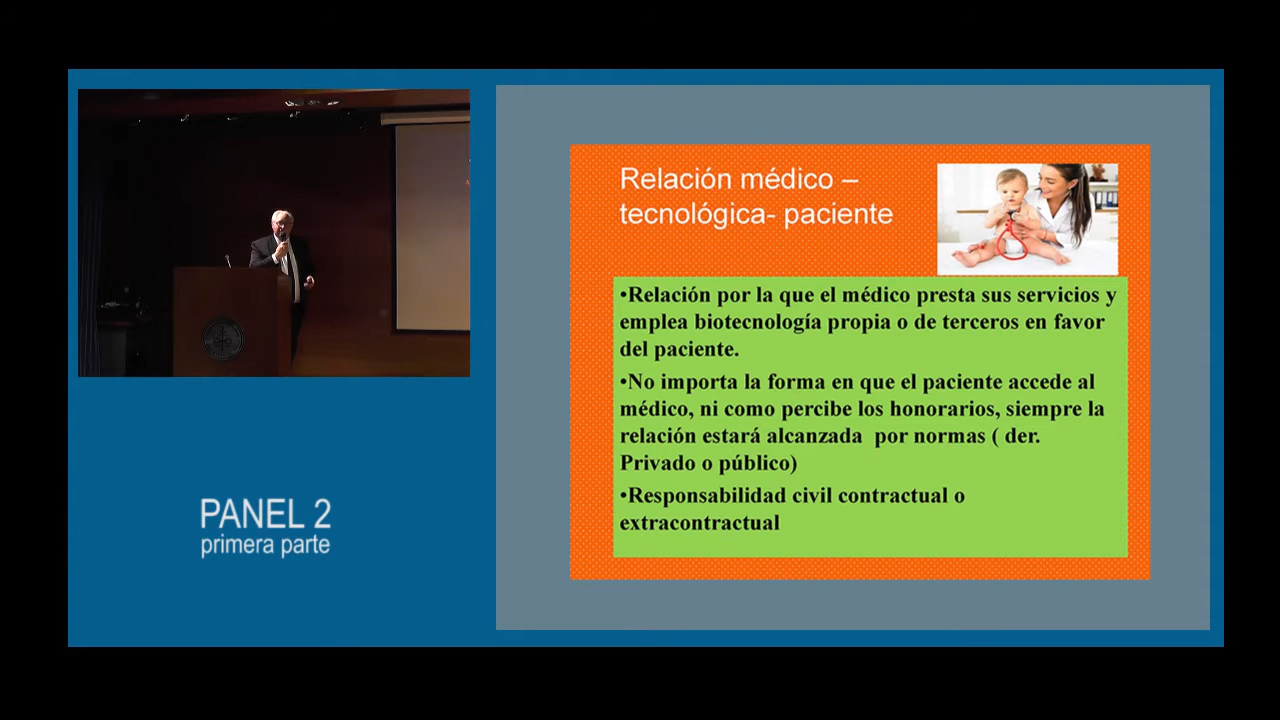 Relación médico –
tecnológica- paciente
•Relación por la que el médico presta sus servicios y
emplea biotecnología propia o de terceros en favor
del paciente.
•No importa la forma en que el paciente accede al
médico, ni como percibe los honorarios, siempre la
relación estará alcanzada  por normas ( der.
Privado o público)
•Responsabilidad civil contractual o
extracontractual
PANEL 2
primera parte